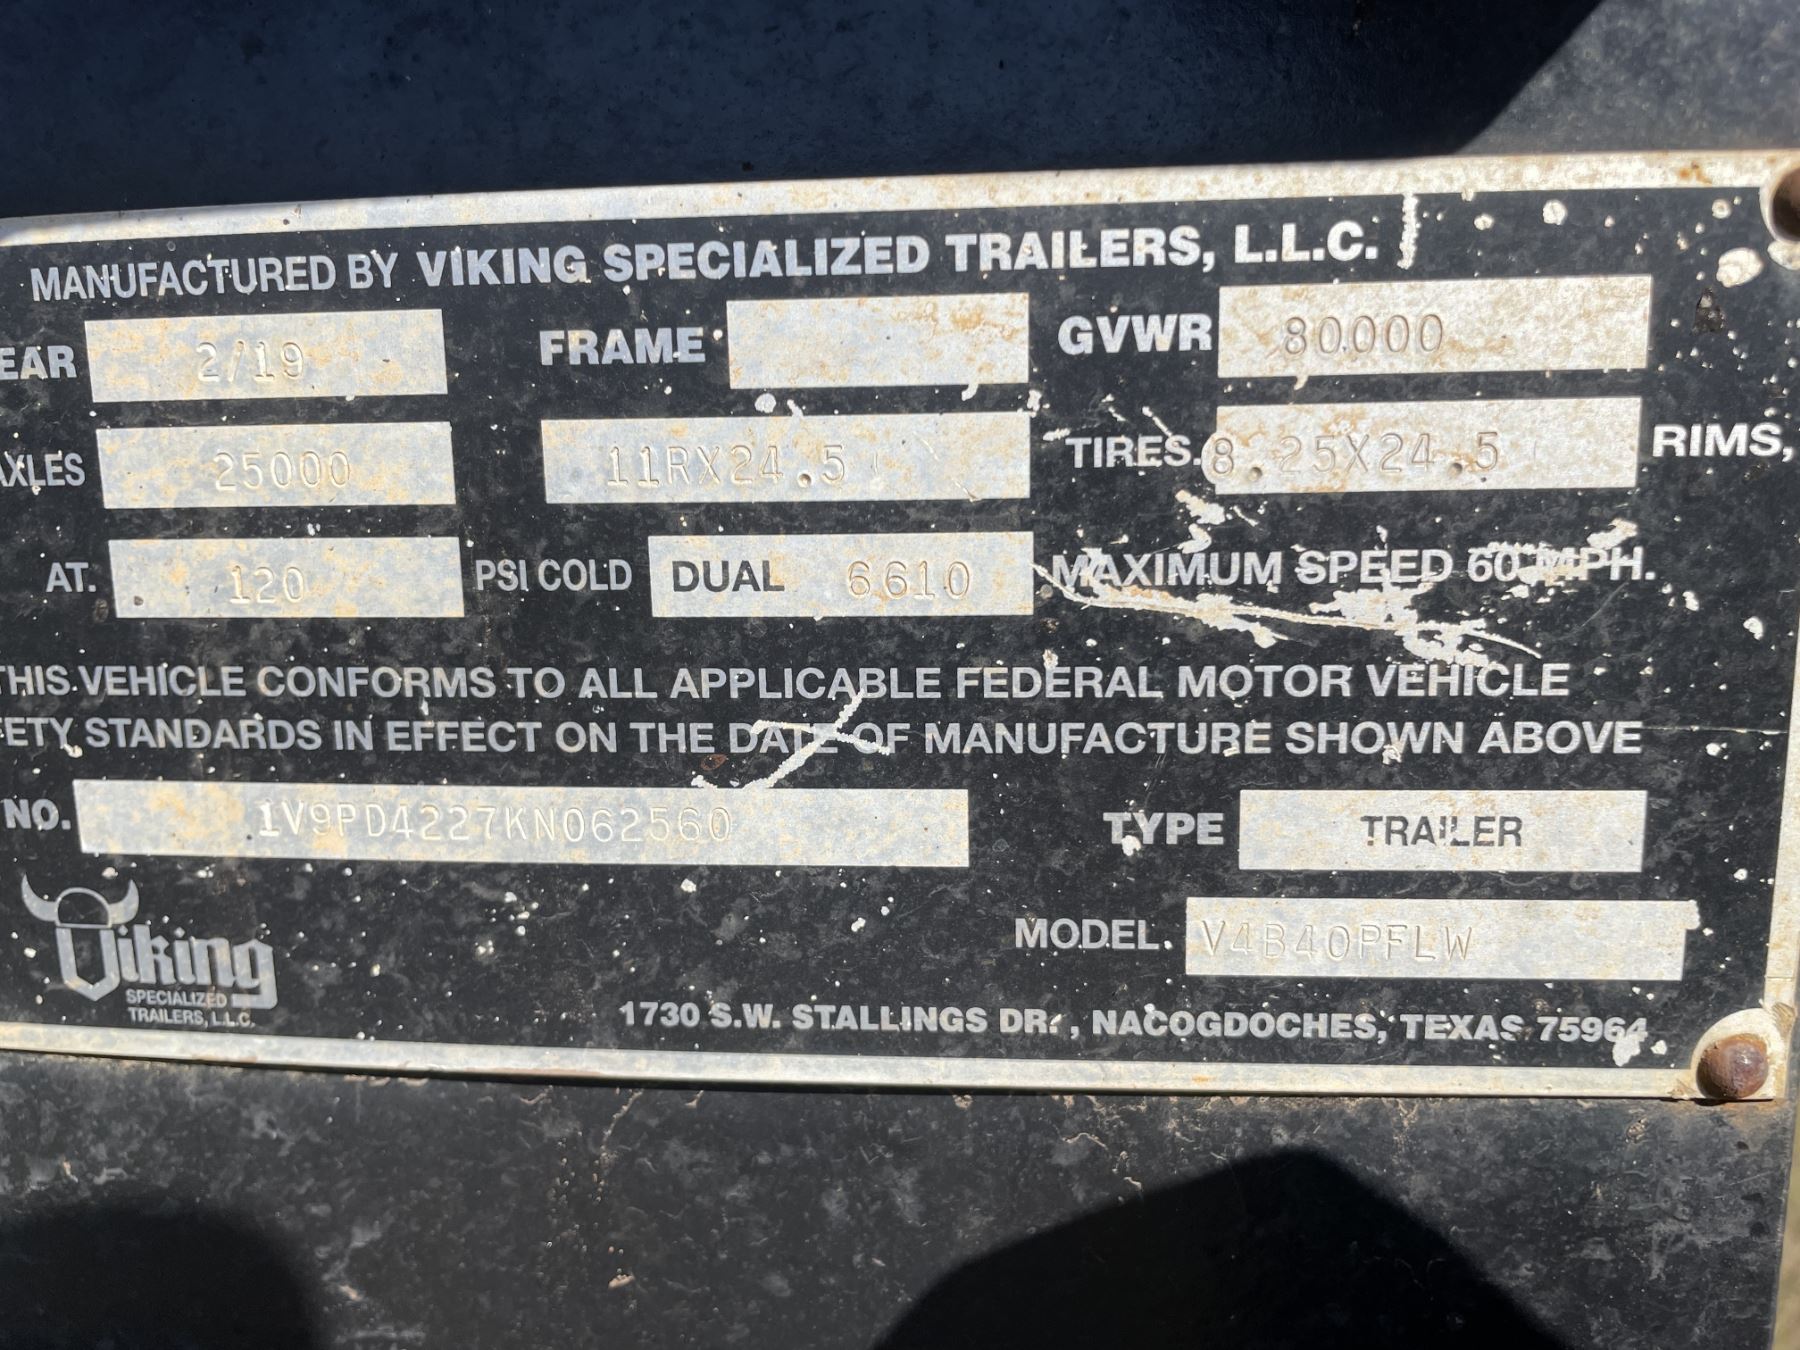 MANUFACTURED BY VIKING SPECIALIZED TRAILERS, L.L.C.
EAR 2/19 FRAME GVWR 80000
AXLES 25000 11RX24.5 TIRES. 8.25X24.5 RIMS,
AT. 120 PSI COLD DUAL 6610 MAXIMUM SPEED 60 MPH.
THIS VEHICLE CONFORMS TO ALL APPLICABLE FEDERAL MOTOR VEHICLE
FETY STANDARDS IN EFFECT ON THE DATE OF MANUFACTURE SHOWN ABOVE
NO. 1V9PD4227KN062560 TYPE TRAILER
MODEL. V4B40PFLW
Viking
SPECIALIZED
TRAILERS, L.L.C.
1730 S.W. STALLINGS DR., NACOGDOCHES, TEXAS 75964